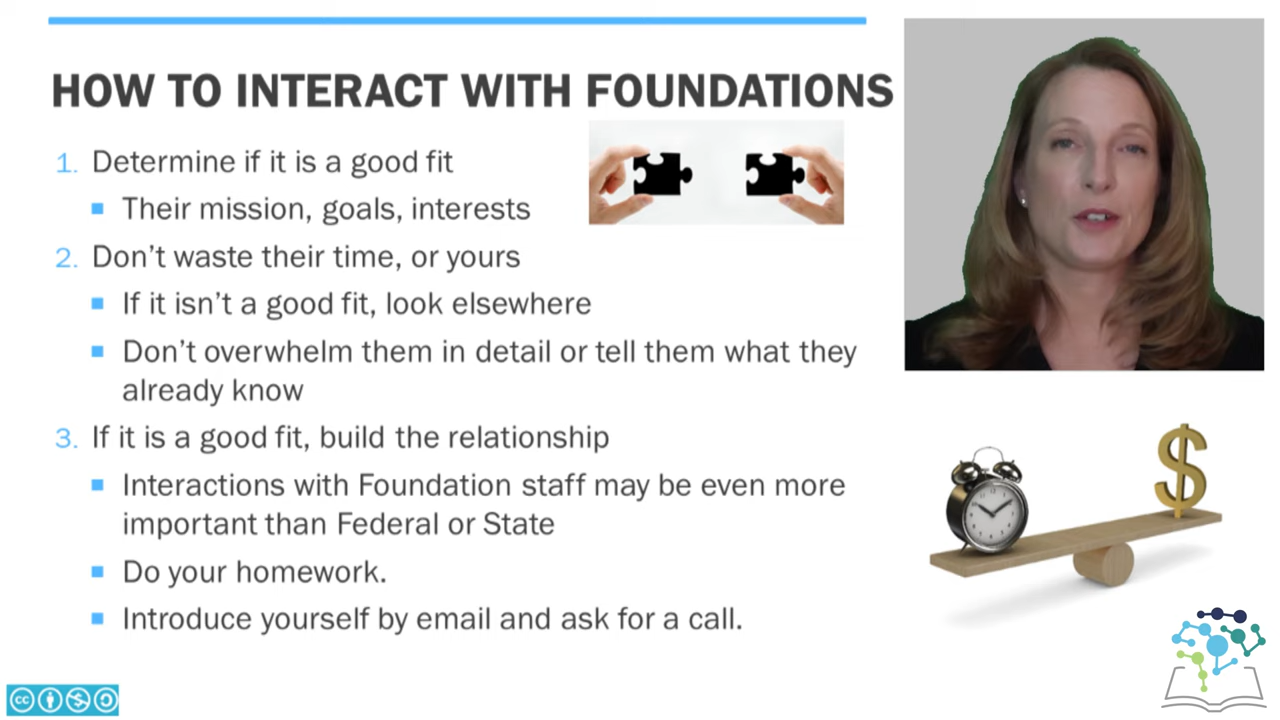 HOW TO INTERACT WITH FOUNDATIONS
1. Determine if it is a good fit
Their mission, goals, interests
2. Don't waste their time, or yours
If it isn't a good fit, look elsewhere
Don't overwhelm them in detail or tell them what they
already know
3. If it is a good fit, build the relationship
Interactions with Foundation staff may be even more
important than Federal or State
Do your homework.
Introduce yourself by email and ask for a call.
$
cc